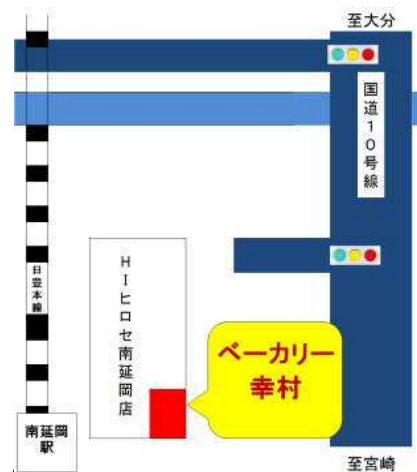 至大分
国道10号線
日豊本線
HIヒロセ南延岡店
ベーカリー
幸村
南延岡
駅
至宮崎